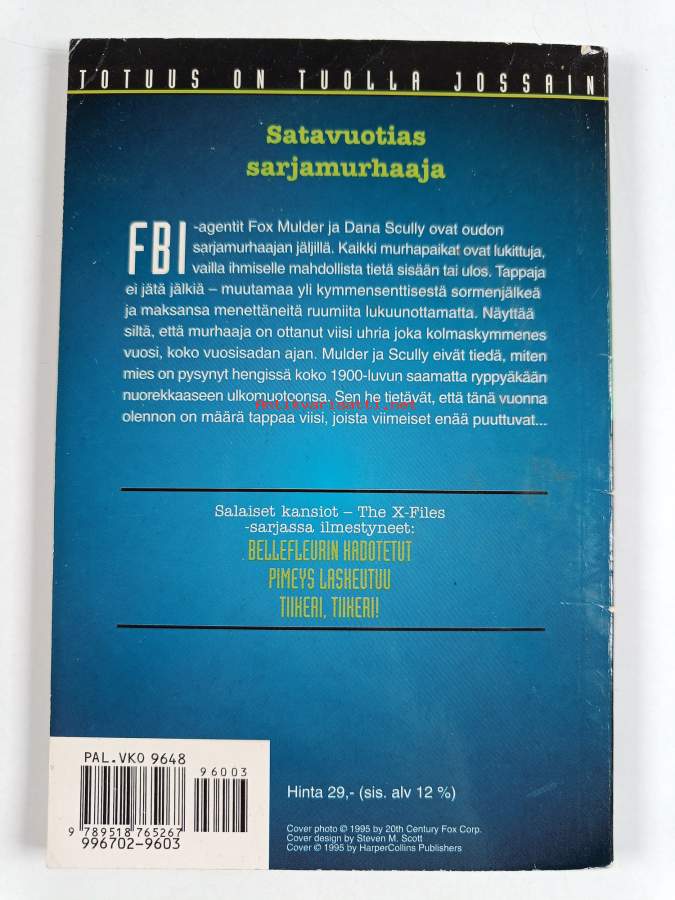 TOTUUS ON TUOLLA JOSSAIN
Satavuotias
sarjamurhaaja
FBI -agentit Fox Mulder ja Dana Scully ovat oudon
sarjamurhaajan jäljillä. Kaikki murhapaikat ovat lukittuja,
vailla ihmiselle mahdollista tietä sisään tai ulos. Tappaja
ei jätä jälkiä – muutamaa yli kymmensenttisestä sormenjälkeä
ja maksansa menettäneitä ruumiita lukuunottamatta. Näyttää
siltä, että murhaaja on ottanut viisi uhria joka kolmaskymmenes
vuosi, koko vuosisadan ajan. Mulder ja Scully eivät tiedä, miten
mies on pysynyt hengissä koko 1900-luvun saamatta ryppyäkään
nuorekkaaseen ulkomuotoonsa. Sen he tietävät, että tänä vuonna
antikvariaatti.net
olennon on määrä tappaa viisi, joista viimeiset enää puuttuvat...
Salaiset kansiot – The X-Files
-sarjassa ilmestyneet:
BELLEFLEURIN KADOTETUT
PIMEYS LASKEUTUU
TIIKERI, TIIKERI!
PAL.VKO 9648
96003
9 789518 765267
996702-9603
Hinta 29,- (sis. alv 12 %)
Cover photo © 1995 by 20th Century Fox Corp.
Cover design by Steven M. Scott
Cover © 1995 by HarperCollins Publishers